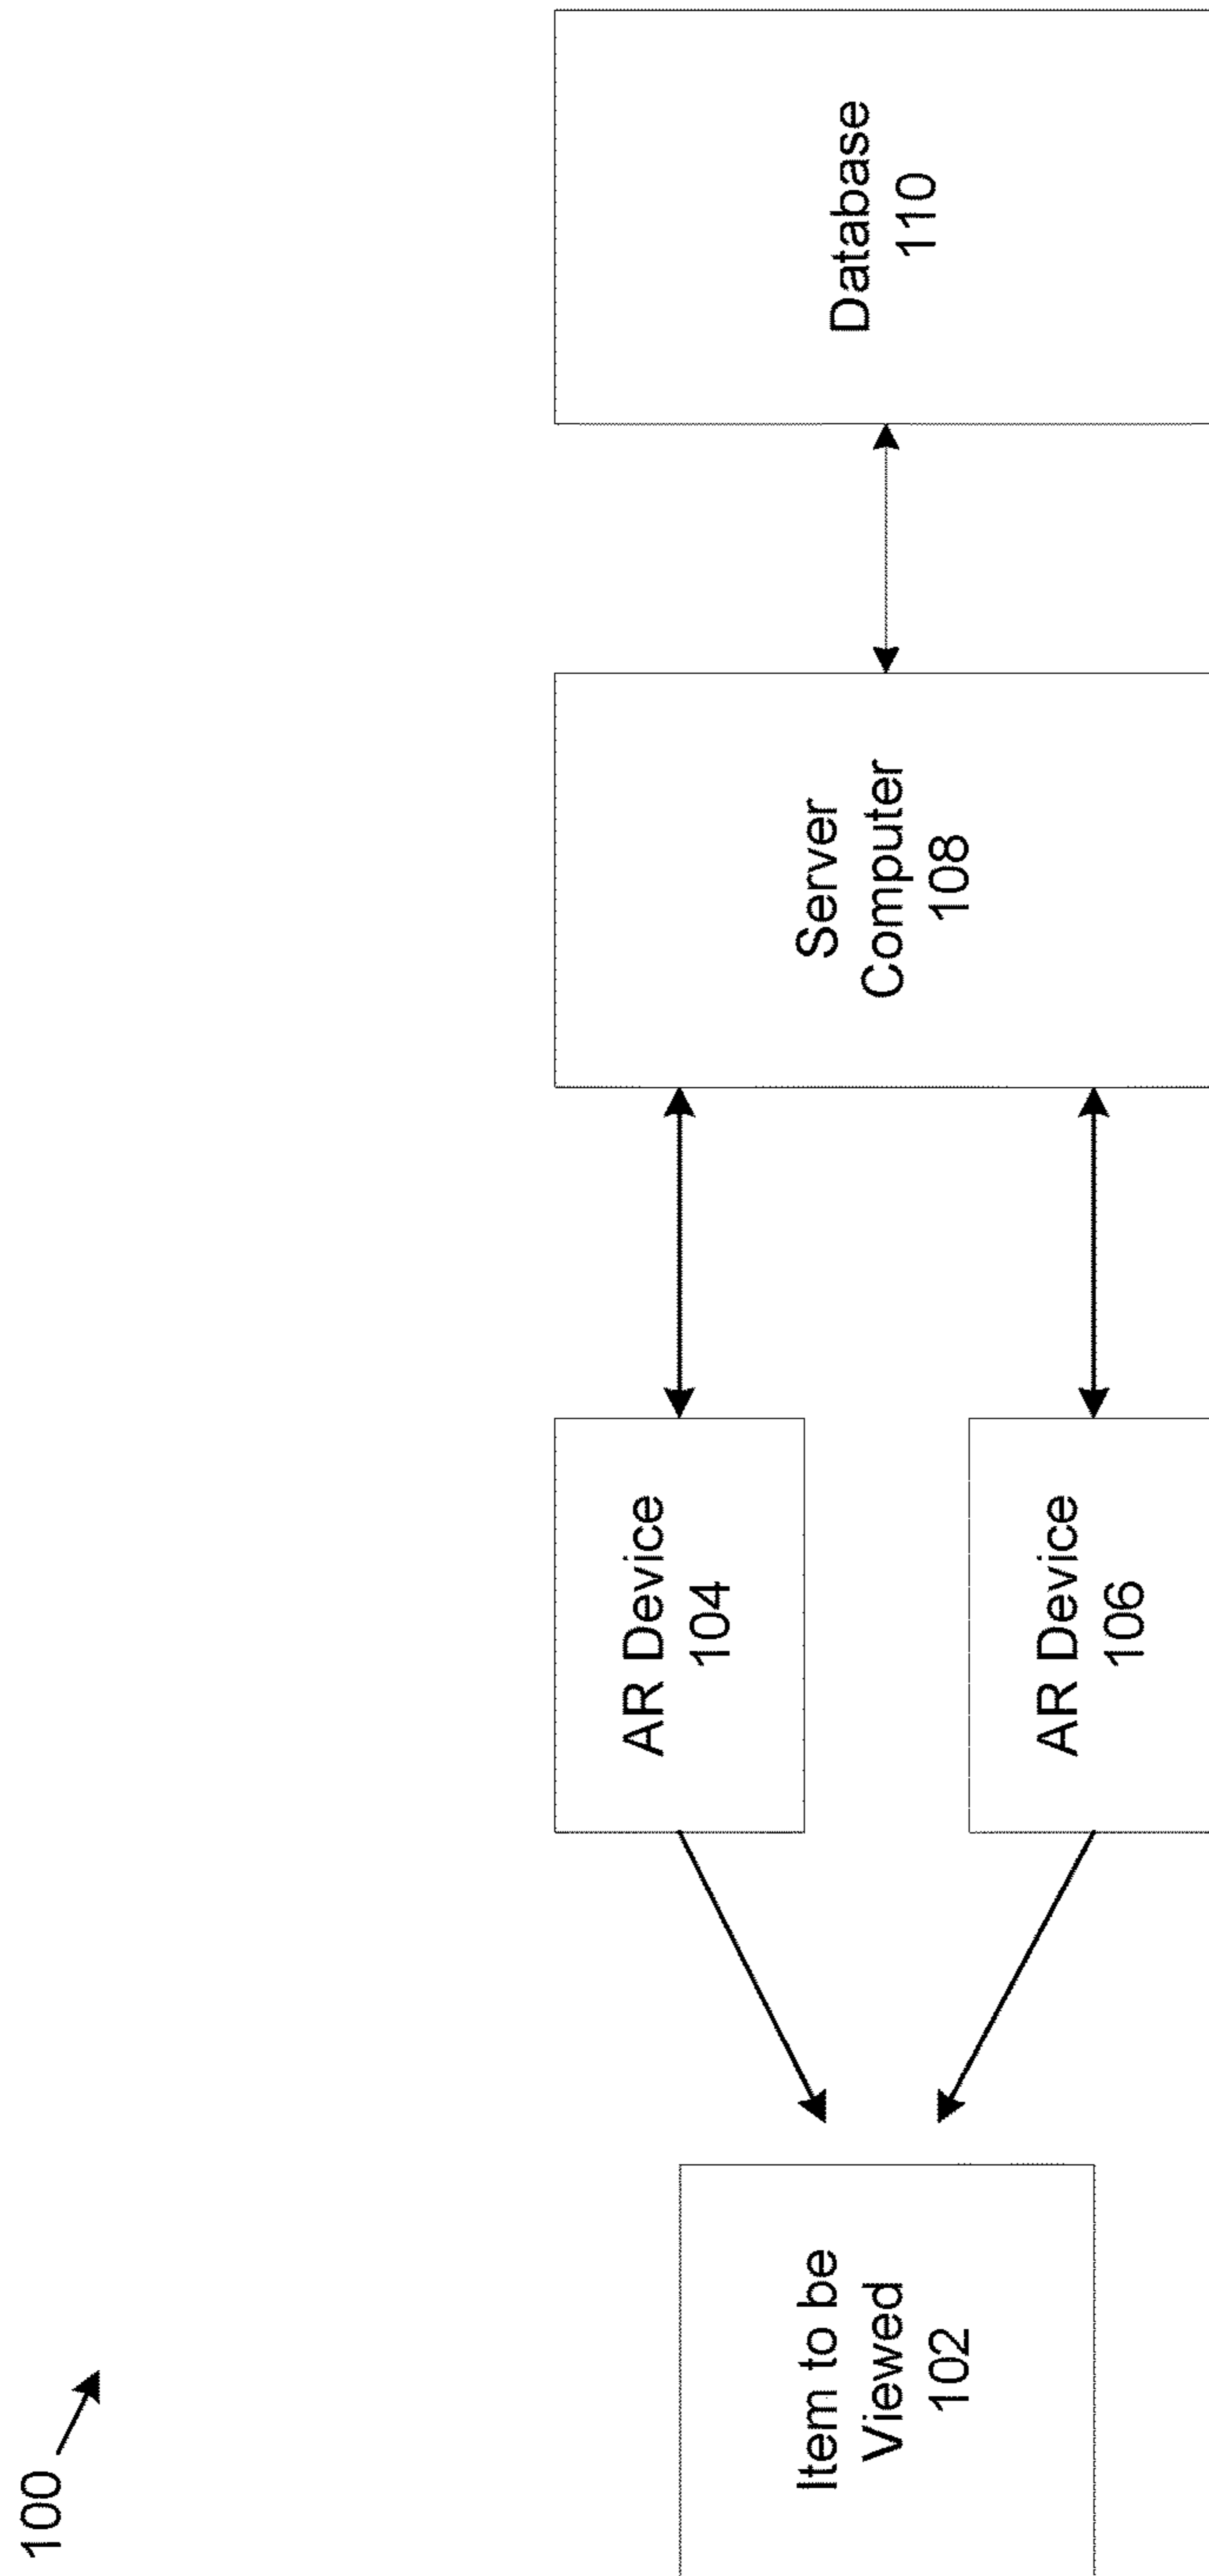 100
Item to be
Viewed
102
AR Device
104
AR Device
106
Server
Computer
108
Database
110